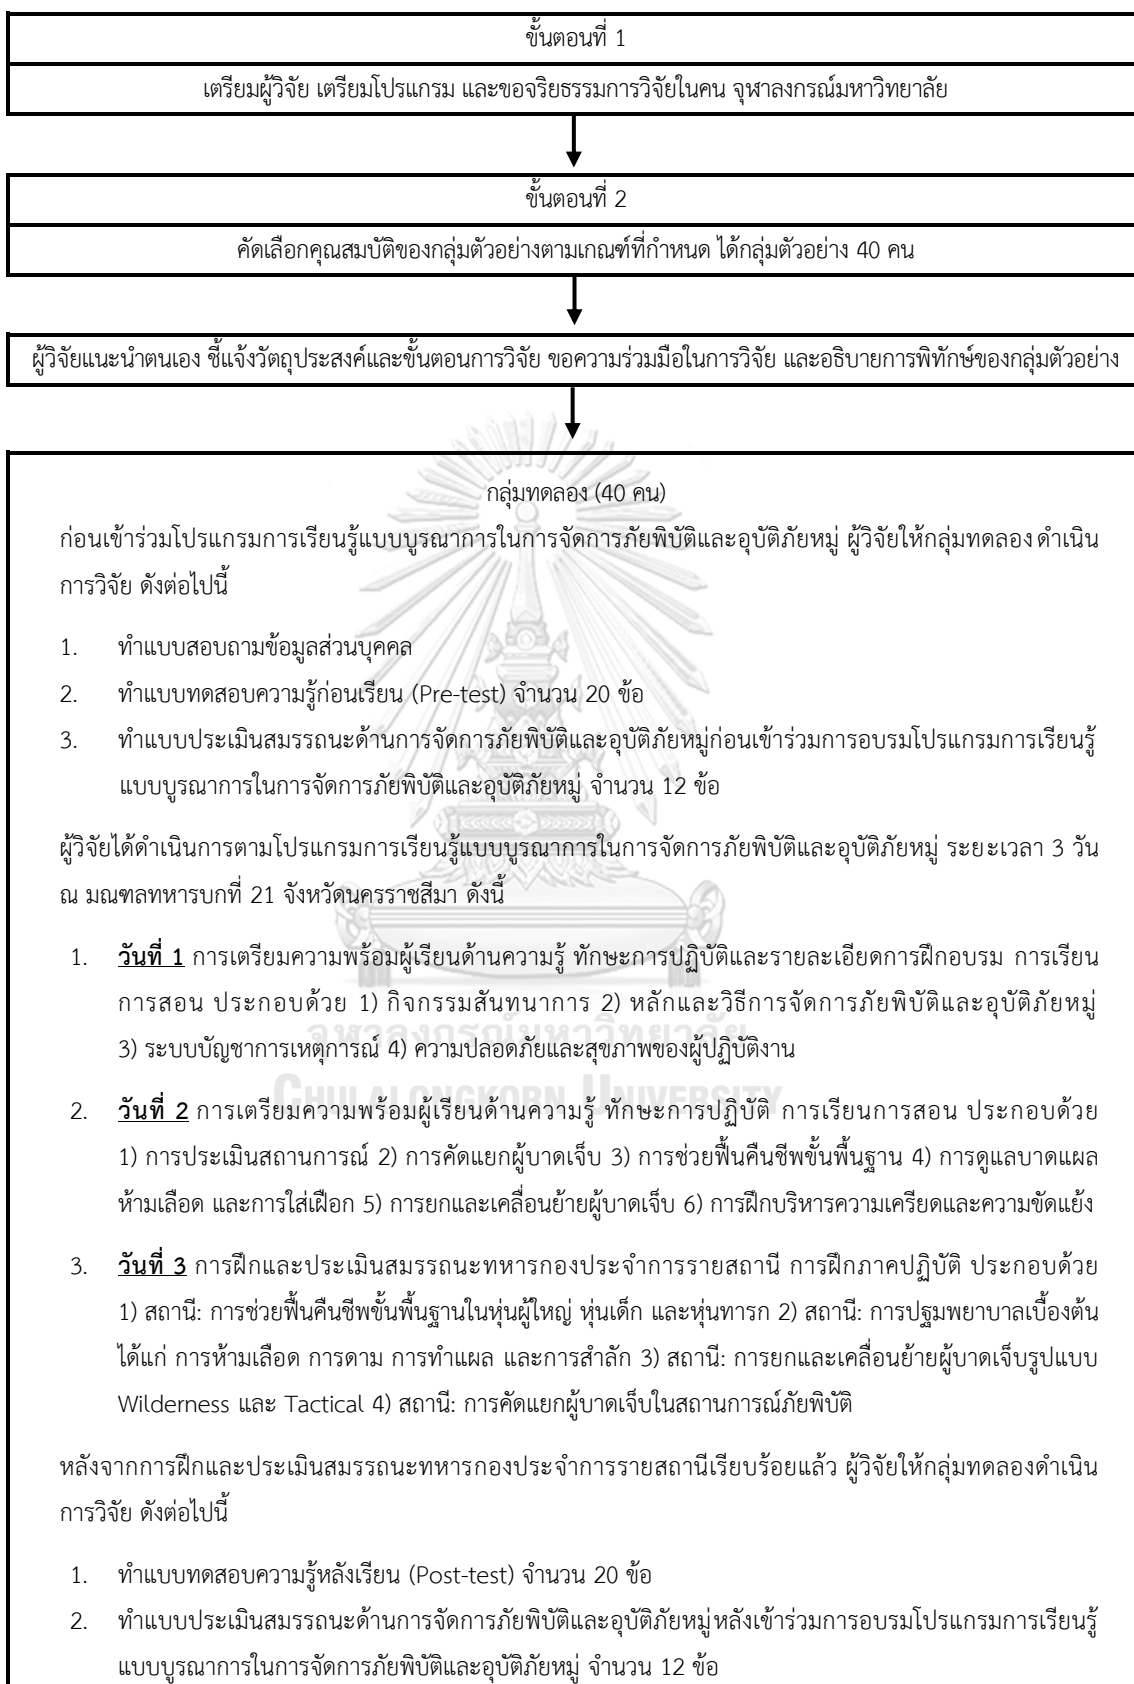 ขั้นตอนที่ 1
เตรียมผู้วิจัย เตรียมโปรแกรม และขอจริยธรรมการวิจัยในคน จุฬาลงกรณ์มหาวิทยาลัย
ขั้นตอนที่ 2
คัดเลือกคุณสมบัติของกลุ่มตัวอย่างตามเกณฑ์ที่กำหนด ได้กลุ่มตัวอย่าง 40 คน
ผู้วิจัยแนะนำตนเอง ชี้แจ้งวัตถุประสงค์และขั้นตอนการวิจัย ขอความร่วมมือในการวิจัย และอธิบายการพิทักษ์ของกลุ่มตัวอย่าง
กลุ่มทดลอง (40 คน)
ก่อนเข้าร่วมโปรแกรมการเรียนรู้แบบบูรณาการในการจัดการภัยพิบัติและอุบัติภัยหมู่ ผู้วิจัยให้กลุ่มทดลอง ดำเนิน
การวิจัย ดังต่อไปนี้
1. ทำแบบสอบถามข้อมูลส่วนบุคคล
2. ทำแบบทดสอบความรู้ก่อนเรียน (Pre-test) จำนวน 20 ข้อ
3. ทำแบบประเมินสมรรถนะด้านการจัดการภัยพิบัติและอุบัติภัยหมู่ก่อนเข้าร่วมการอบรมโปรแกรมการเรียนรู้
แบบบูรณาการในการจัดการภัยพิบัติและอุบัติภัยหมู่ จำนวน 12 ข้อ
ผู้วิจัยได้ดำเนินการตามโปรแกรมการเรียนรู้แบบบูรณาการในการจัดการภัยพิบัติและอุบัติภัยหมู่ ระยะเวลา 3 วัน
ณ มณฑลทหารบกที่ 21 จังหวัดนครราชสีมา ดังนี้
1. วันที่ 1 การเตรียมความพร้อมผู้เรียนด้านความรู้ ทักษะการปฏิบัติและรายละเอียดการฝึกอบรม การเรียน
การสอน ประกอบด้วย 1) กิจกรรมสันทนาการ 2) หลักและวิธีการจัดการภัยพิบัติและอุบัติภัยหมู่
3) ระบบบัญชาการเหตุการณ์ 4) ความปลอดภัยและสุขภาพของผู้ปฏิบัติงาน
จุฬาลงกรณ์มหาวิทยาลัย
CHULALONGKORN UNIVERSITY
2. วันที่ 2 การเตรียมความพร้อมผู้เรียนด้านความรู้ ทักษะการปฏิบัติ การเรียนการสอน ประกอบด้วย
1) การประเมินสถานการณ์ 2) การคัดแยกผู้บาดเจ็บ 3) การช่วยฟื้นคืนชีพขั้นพื้นฐาน 4) การดูแลบาดแผล
ห้ามเลือด และการใส่เฝือก 5) การยกและเคลื่อนย้ายผู้บาดเจ็บ 6) การฝึกบริหารความเครียดและความขัดแย้ง
3. วันที่ 3 การฝึกและประเมินสมรรถนะทหารกองประจำการรายสถานี การฝึกภาคปฏิบัติ ประกอบด้วย
1) สถานี: การช่วยฟื้นคืนชีพขั้นพื้นฐานในหุ่นผู้ใหญ่ หุ่นเด็ก และหุ่นทารก 2) สถานี: การปฐมพยาบาลเบื้องต้น
ได้แก่ การห้ามเลือด การดาม การทำแผล และการสำลัก 3) สถานี: การยกและเคลื่อนย้ายผู้บาดเจ็บรูปแบบ
Wilderness และ Tactical 4) สถานี: การคัดแยกผู้บาดเจ็บในสถานการณ์ภัยพิบัติ
หลังจากการฝึกและประเมินสมรรถนะทหารกองประจำการรายสถานีเรียบร้อยแล้ว ผู้วิจัยให้กลุ่มทดลองดำเนิน
การวิจัย ดังต่อไปนี้
1. ทำแบบทดสอบความรู้หลังเรียน (Post-test) จำนวน 20 ข้อ
2. ทำแบบประเมินสมรรถนะด้านการจัดการภัยพิบัติและอุบัติภัยหมู่หลังเข้าร่วมการอบรมโปรแกรมการเรียนรู้
แบบบูรณาการในการจัดการภัยพิบัติและอุบัติภัยหมู่ จำนวน 12 ข้อ